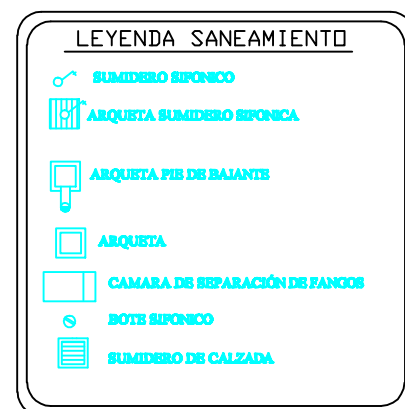 LEYENDA SANEAMIENTO
SUMIDERO SIFONICO
ARQUETA SUMIDERO SIFONICA
ARQUETA PIE DE BAJANTE
ARQUETA
CAMARA DE SEPARACIÓN DE FANGOS
BOTE SIFONICO
SUMIDERO DE CALZADA